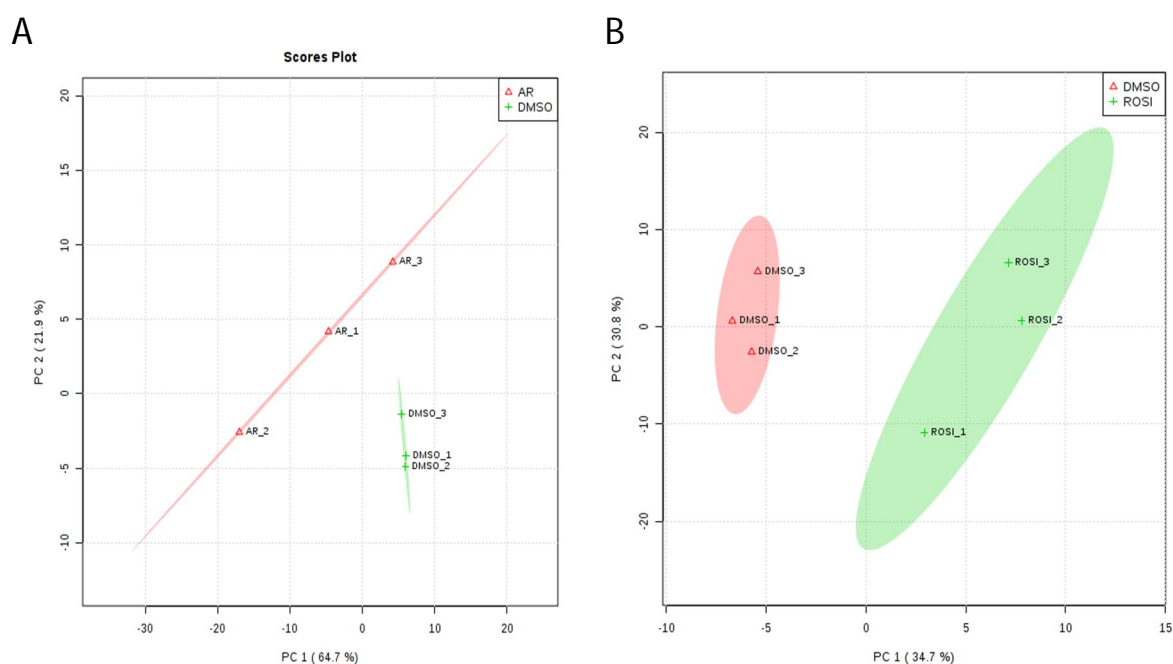 A
Scores Plot
AR
DMSO
20
15
10
5
0
-5
-10
PC 2 ( 21.9 %)
AR_3
AR_1
AR_2
DMSO_3
DMSO_1
DMSO_2
-30
-20
-10
0
10
20
PC 1 ( 64.7 %)
B
DMSO
ROSI
20
10
0
-10
-20
PC 2 ( 30.8 %)
DMSO_3
DMSO_1
DMSO_2
ROSI_3
ROSI_2
ROSI_1
-10
-5
0
5
10
15
PC 1 ( 34.7 %)